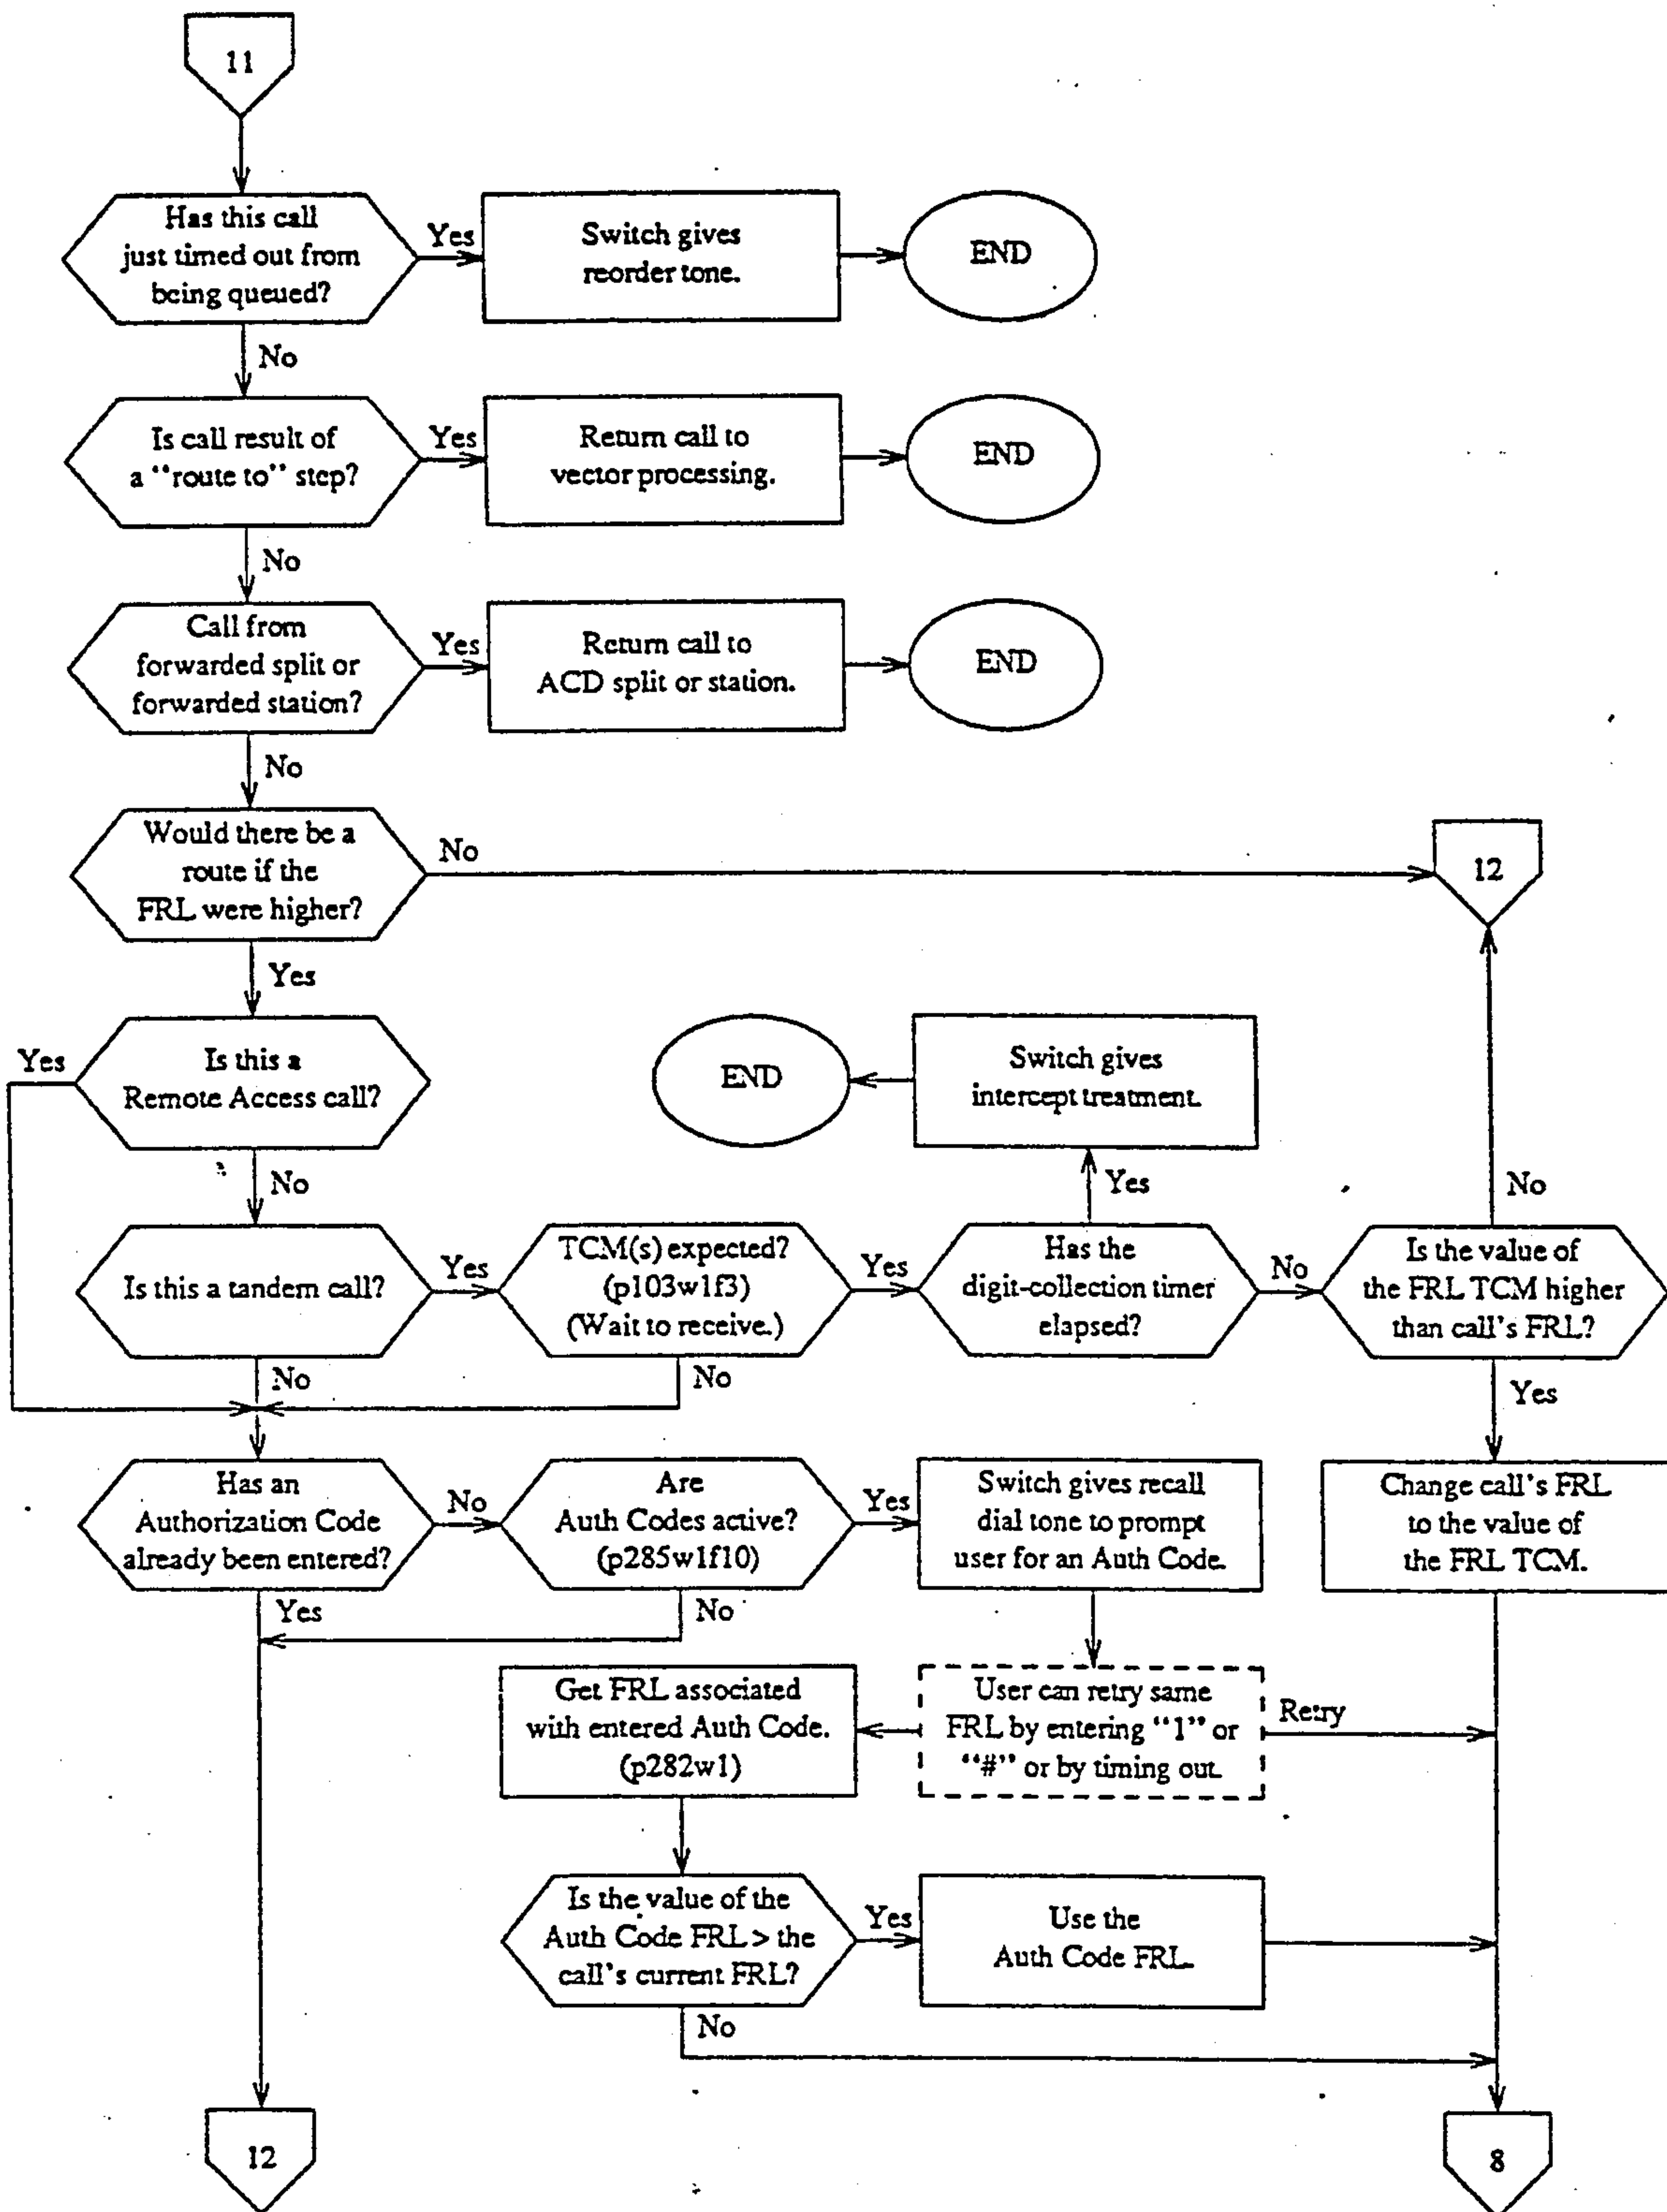 11
Has this call
just timed out from
being queued?
Yes
Switch gives
reorder tone.
END
No
Is call result of
a “route to” step?
Yes
Return call to
vector processing.
END
No
Call from
forwarded split or
forwarded station?
Yes
Return call to
ACD split or station.
END
No
Would there be a
route if the
FRL were higher?
No
12
Yes
Yes
Is this a
Remote Access call?
END
Switch gives
intercept treatment.
No
Yes
No
Is this a tandem call?
Yes
TCM(s) expected?
(p103w1f3)
(Wait to receive.)
Yes
Has the
digit-collection timer
elapsed?
No
Is the value of
the FRL TCM higher
than call’s FRL?
No
No
Yes
Has an
Authorization Code
already been entered?
No
Are
Auth Codes active?
(p285w1f10)
Yes
Switch gives recall
dial tone to prompt
user for an Auth Code.
Change call’s FRL
to the value of
the FRL TCM.
Yes
No
Get FRL associated
with entered Auth Code.
(p282w1)
User can retry same
FRL by entering “1” or
“#” or by timing out.
Retry
Is the value of the
Auth Code FRL > the
call’s current FRL?
Yes
Use the
Auth Code FRL.
No
12
8